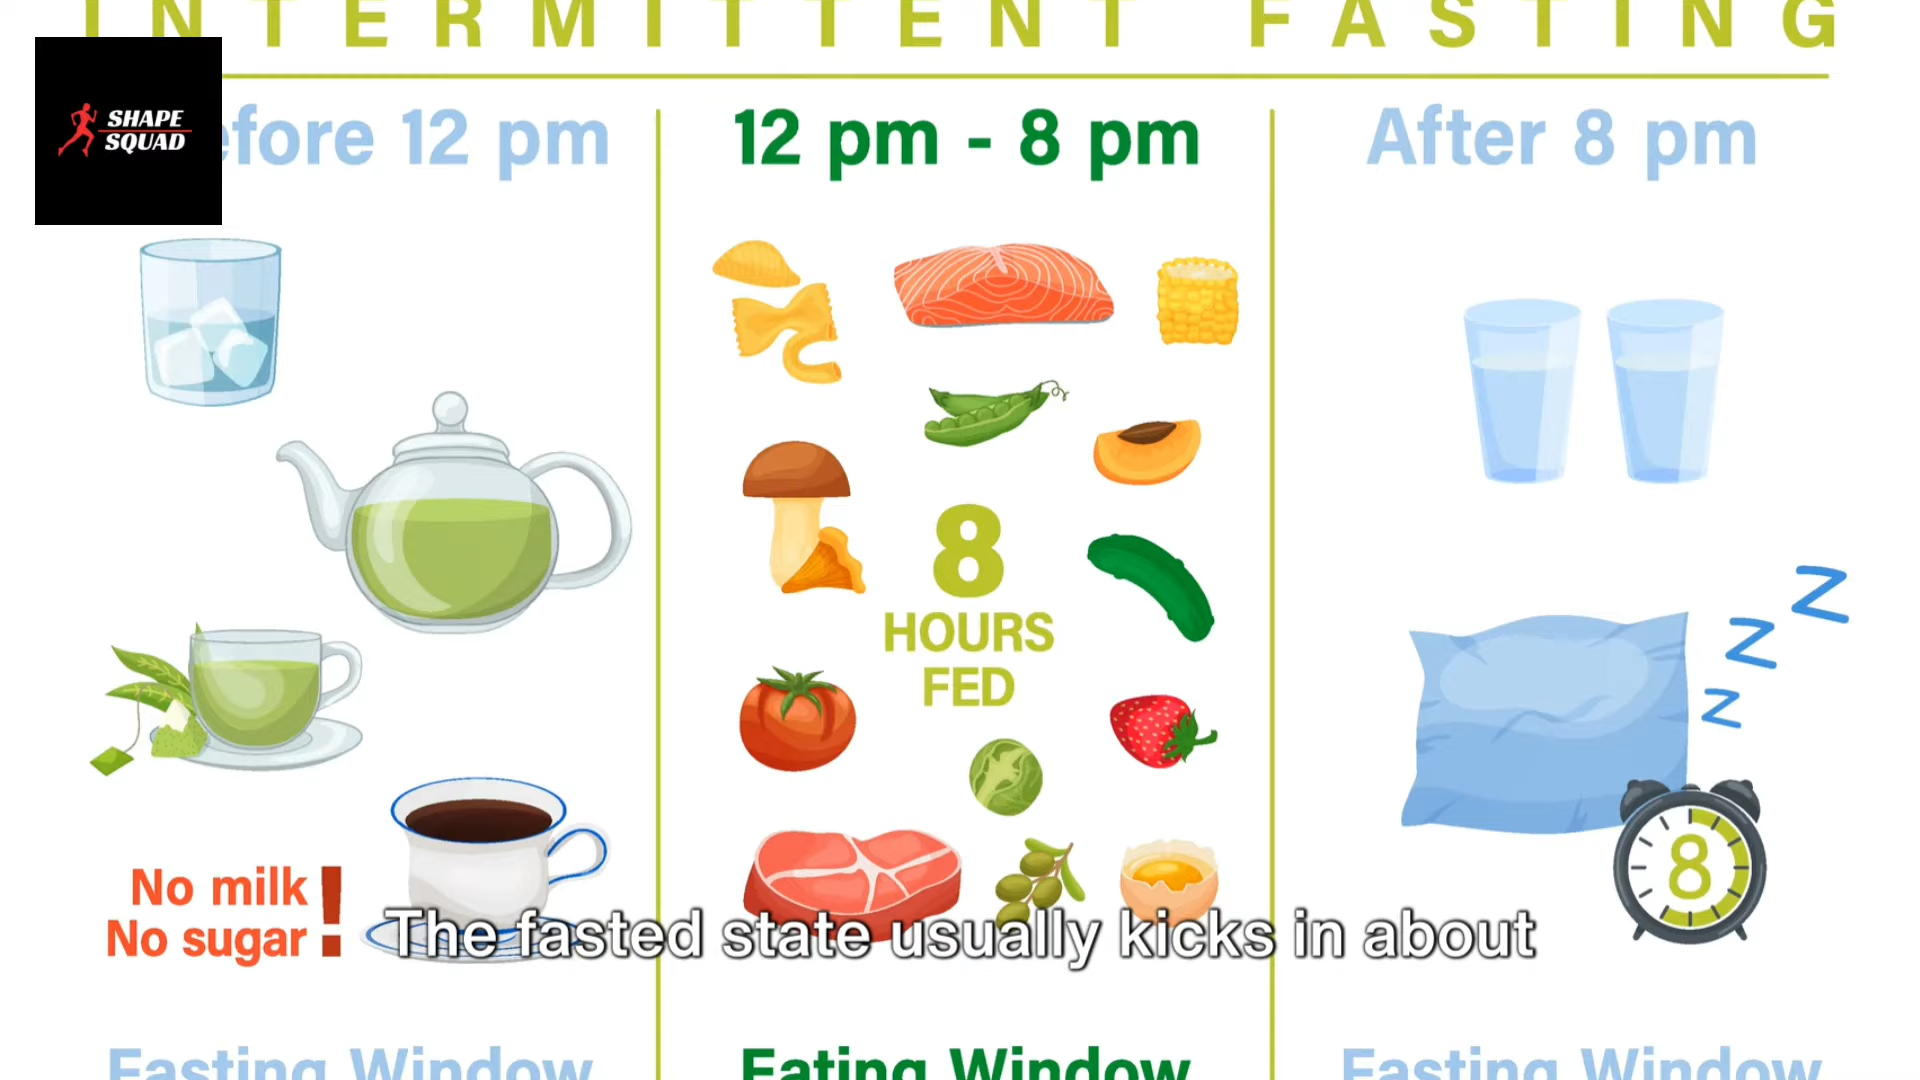 INTERMITTENT FASTING
SHAPE
SQUAD
efore 12 pm
12 pm - 8 pm
After 8 pm
8
HOURS
FED
Z
Z
Z
8
No milk
No sugar!
The fasted state usually kicks in about
Fasting Window
Eating Window
Fasting Window